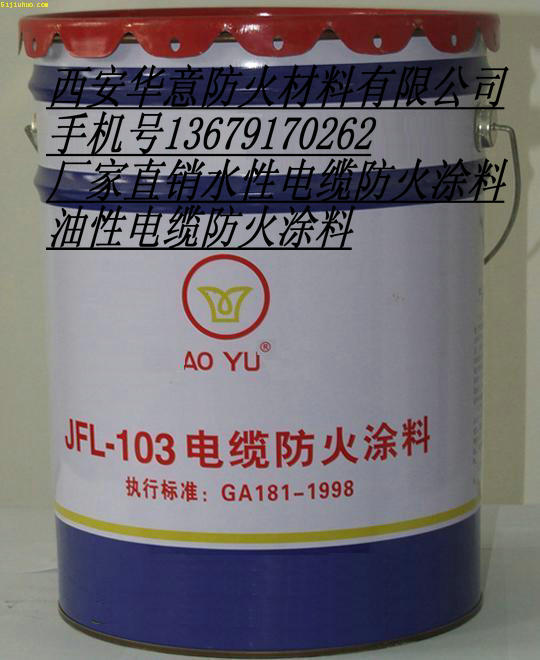 51jiuhuo.com
西安华意防火材料有限公司
手机号13679170262
厂家直销水性电缆防火涂料
油性电缆防火涂料
AO YU®
JFL-103电缆防火涂料
执行标准：GA181-1998